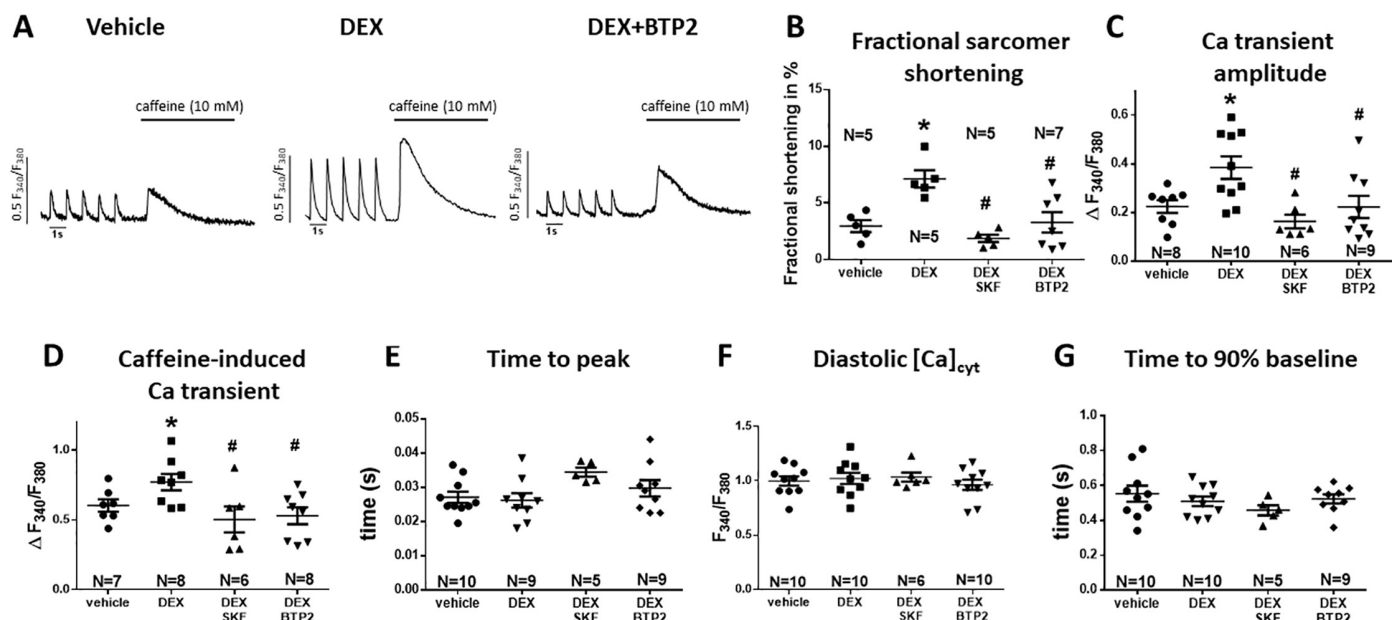 A
Vehicle
DEX
DEX+BTP2
caffeine (10 mM)
caffeine (10 mM)
caffeine (10 mM)
0.5 F340/F380
0.5 F340/F380
0.5 F340/F380
1s
1s
1s
B
Fractional sarcomer
shortening
Fractional shortening in %
15
10
5
0
N=5
*
N=5
N=5
#
N=7
#
vehicle
DEX
DEX
SKF
DEX
BTP2
C
Ca transient
amplitude
Δ F340/F380
0.6
0.4
0.2
0.0
*
#
#
N=8
N=10
N=6
N=9
vehicle
DEX
DEX
SKF
DEX
BTP2
D
Caffeine-induced
Ca transient
Δ F340/F380
1.0
0.5
0.0
*
#
#
N=7
N=8
N=6
N=8
vehicle
DEX
DEX
SKF
DEX
BTP2
E
Time to peak
time (s)
0.05
0.04
0.03
0.02
0.01
0.00
N=10
N=9
N=5
N=9
vehicle
DEX
DEX
SKF
DEX
BTP2
F
Diastolic [Ca]cyt
F340/F380
1.5
1.0
0.5
0.0
N=10
N=10
N=6
N=10
vehicle
DEX
DEX
SKF
DEX
BTP2
G
Time to 90% baseline
time (s)
1.0
0.8
0.6
0.4
0.2
0.0
N=10
N=10
N=5
N=9
vehicle
DEX
DEX
SKF
DEX
BTP2